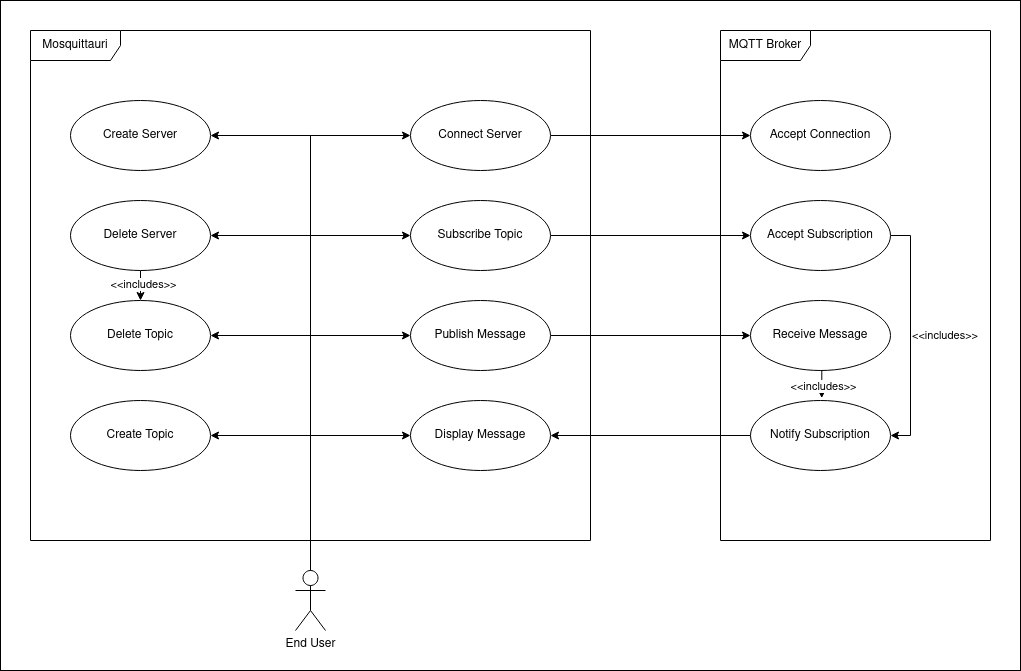 Mosquittauri
MQTT Broker
Create Server
Connect Server
Accept Connection
Delete Server
Subscribe Topic
Accept Subscription
<<includes>>
Delete Topic
Publish Message
Receive Message
<<includes>>
<<includes>>
Create Topic
Display Message
Notify Subscription
End User